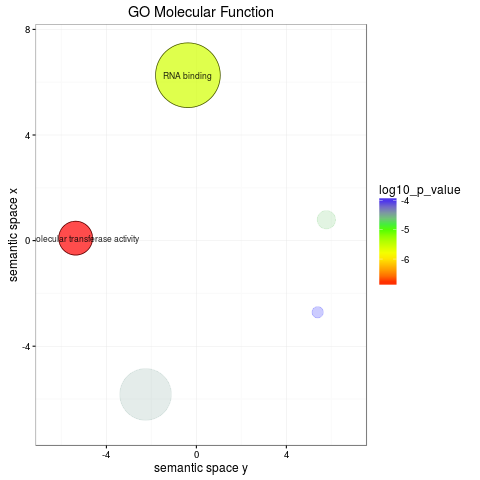 GO Molecular Function
8
4
0
-4
semantic space x
RNA binding
olecular transferase activity
-4
0
4
semantic space y
log10_p_value
-4
-5
-6